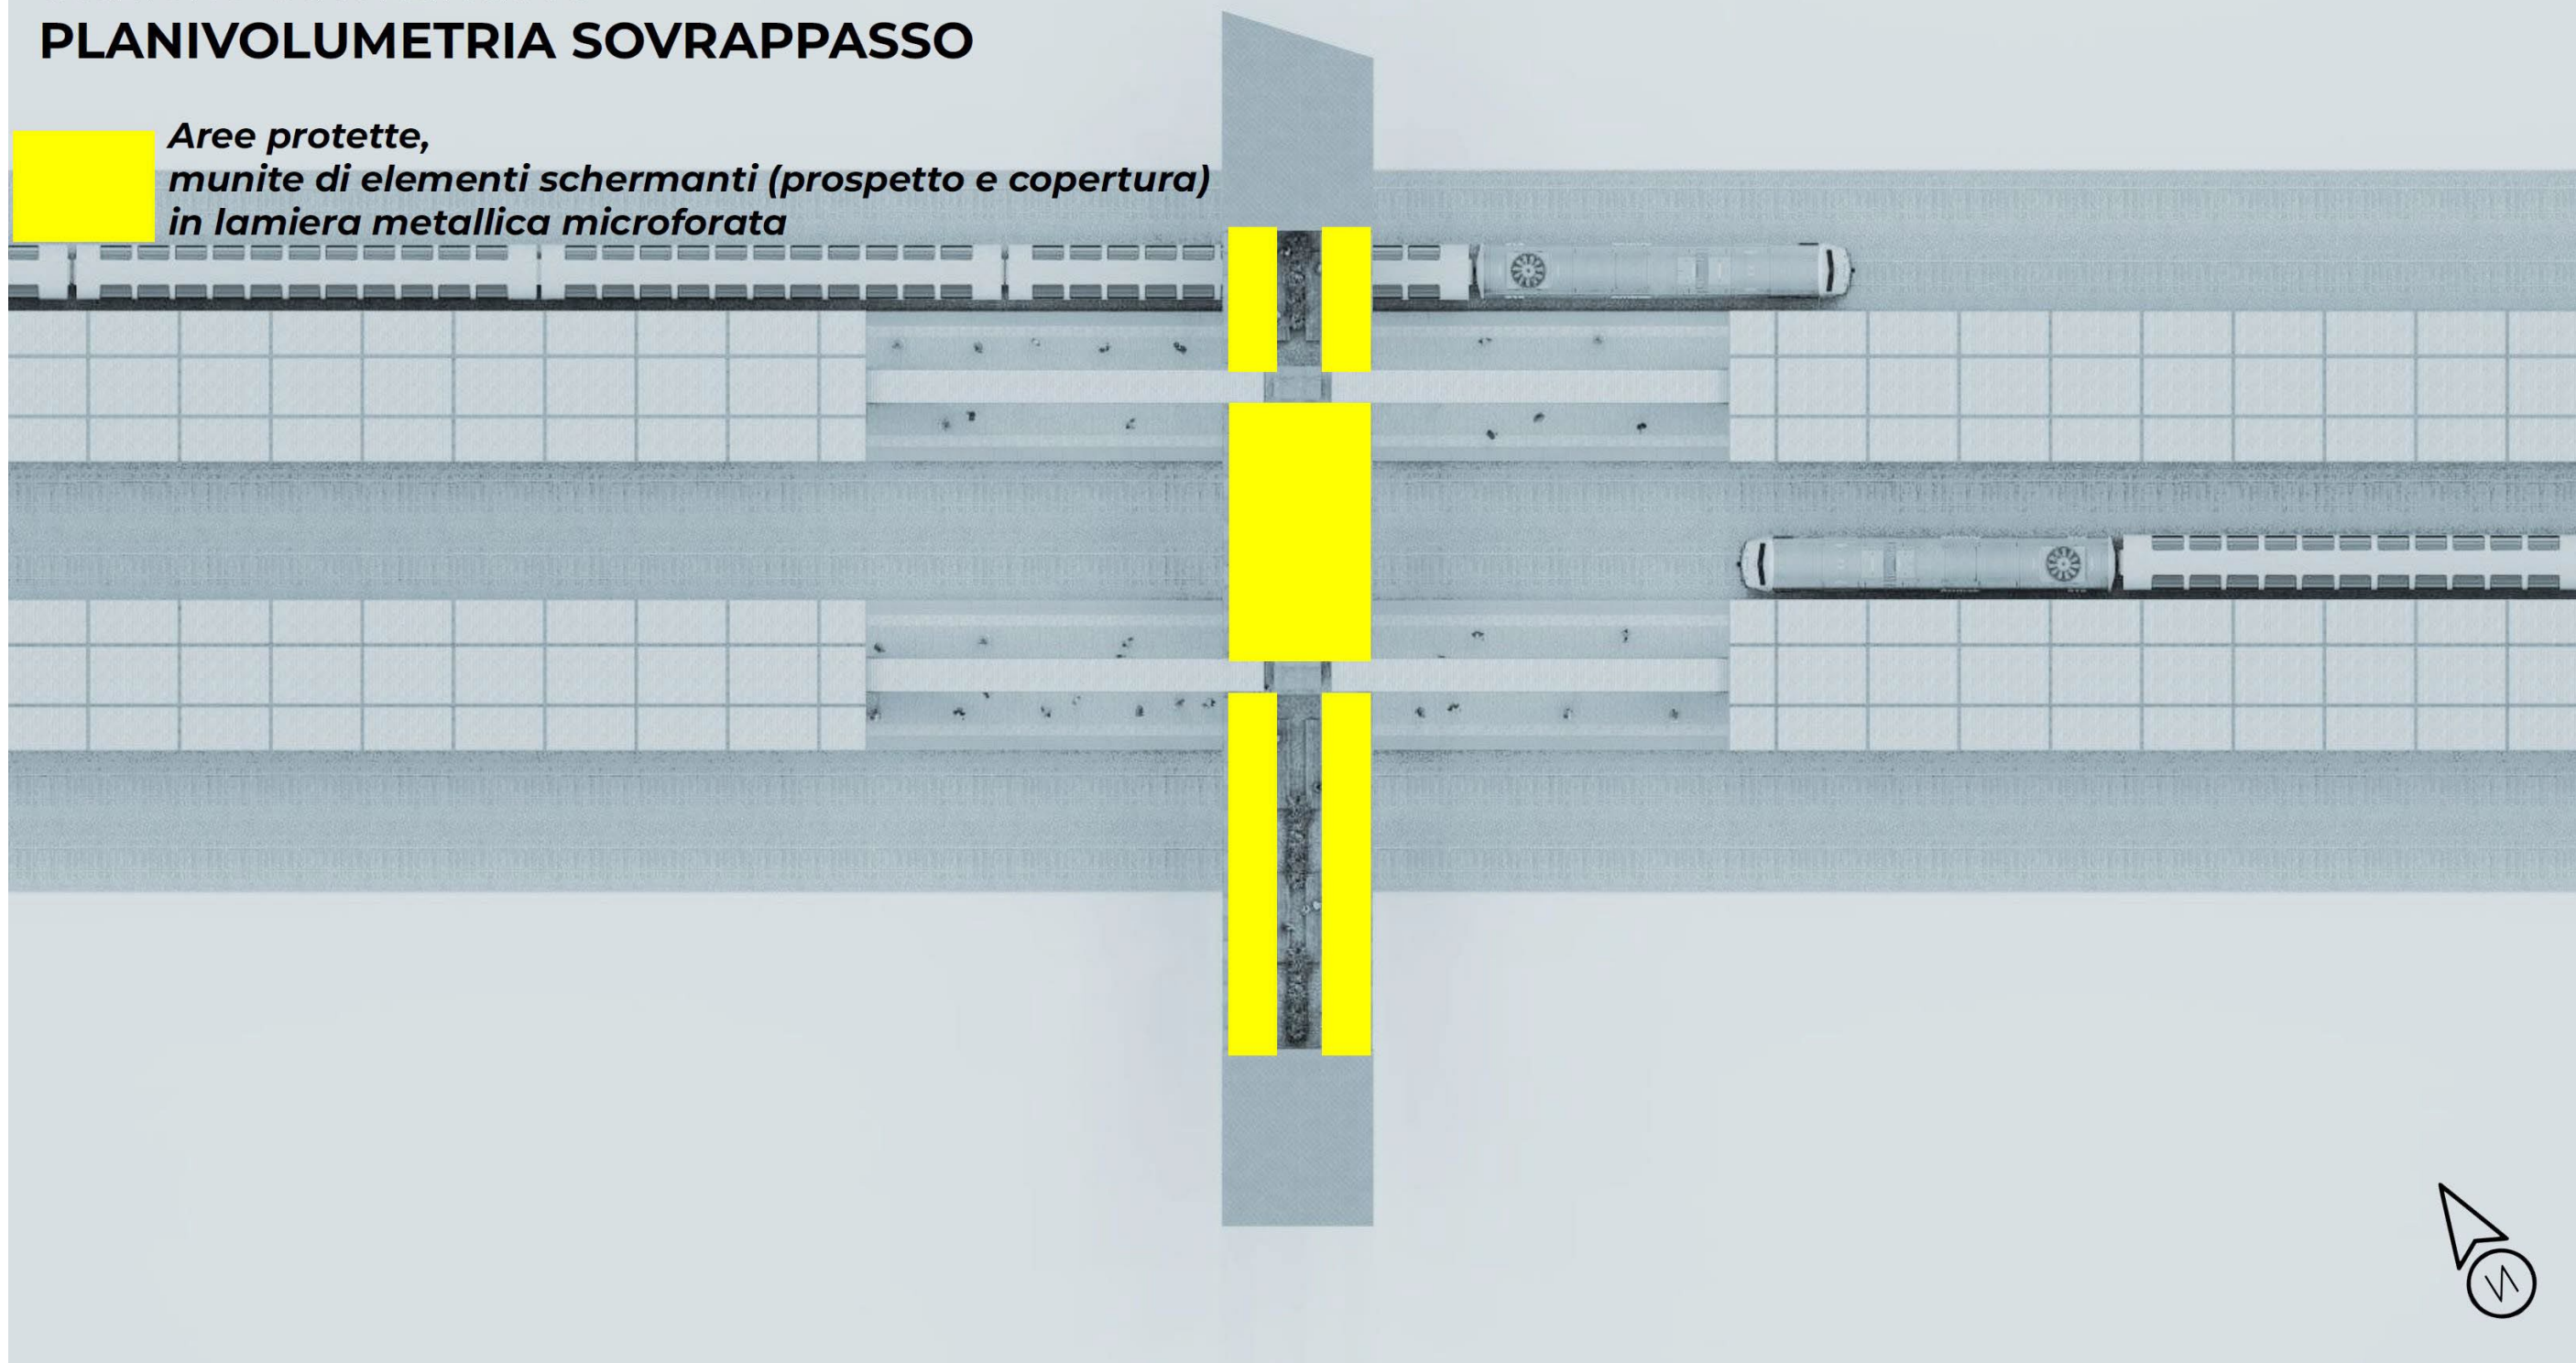 PLANIVOLUMETRIA SOVRAPPASSO
Aree protette,
munite di elementi schermanti (prospetto e copertura)
in lamiera metallica microforata
N